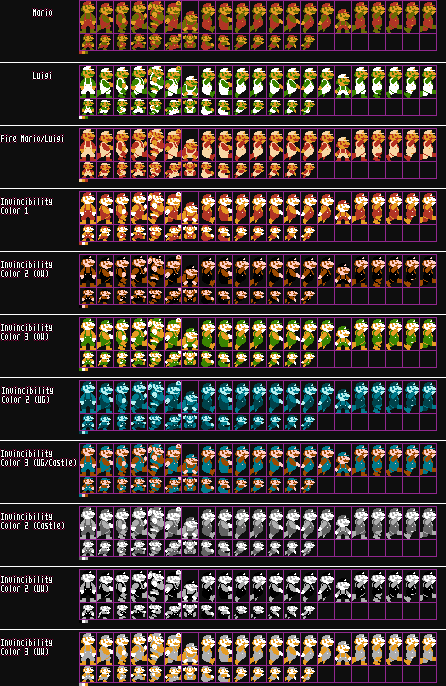 Mario
Luigi
Fire Mario/Luigi
Invincibility
Color 1
Invincibility
Color 2 (OW)
Invincibility
Color 3 (OW)
Invincibility
Color 2 (UG)
Invincibility
Color 3 (UG/Castle)
Invincibility
Color 2 (Castle)
Invincibility
Color 2 (UW)
Invincibility
Color 3 (UW)